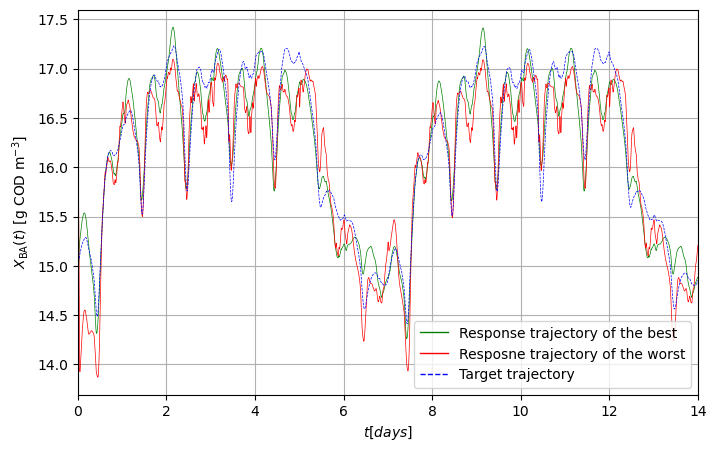 17.5
17.0
16.5
16.0
15.5
15.0
14.5
14.0
X_BA(t) [g COD m⁻³]
Response trajectory of the best
Resposne trajectory of the worst
Target trajectory
0 2 4 6 8 10 12 14
t[days]